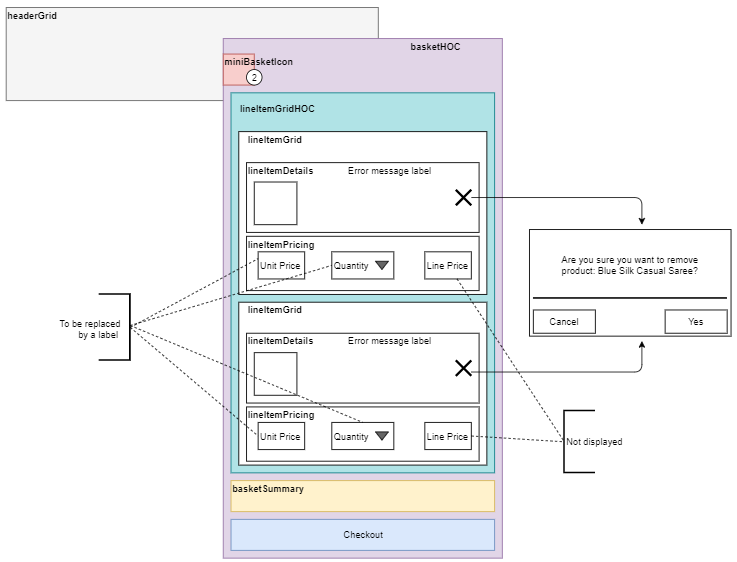 headerGrid
basketHOC
miniBasketIcon
2
lineItemGridHOC
lineItemGrid
lineItemDetails
Error message label
lineItemPricing
Unit Price
Quantity
Line Price
lineItemGrid
lineItemDetails
Error message label
lineItemPricing
Unit Price
Quantity
Line Price
basketSummary
Checkout
To be replaced
by a label
Are you sure you want to remove
product: Blue Silk Casual Saree?
Cancel
Yes
Not displayed